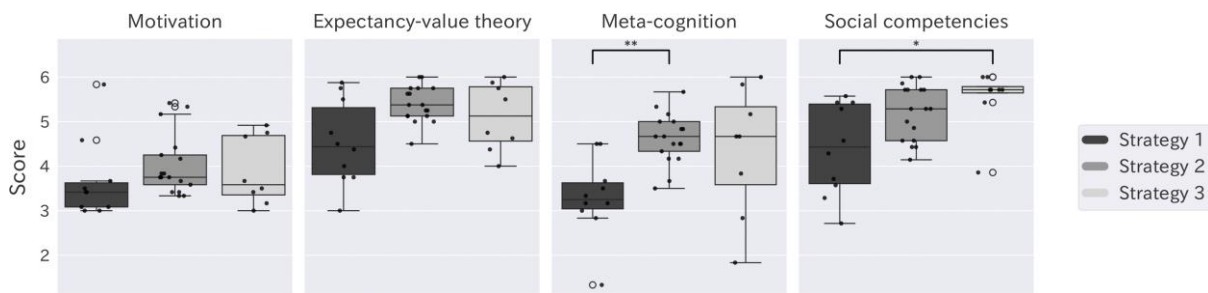 Motivation
Expectancy-value theory
Meta-cognition
Social competencies
**
*
Score
6
5
4
3
2
Strategy 1
Strategy 2
Strategy 3